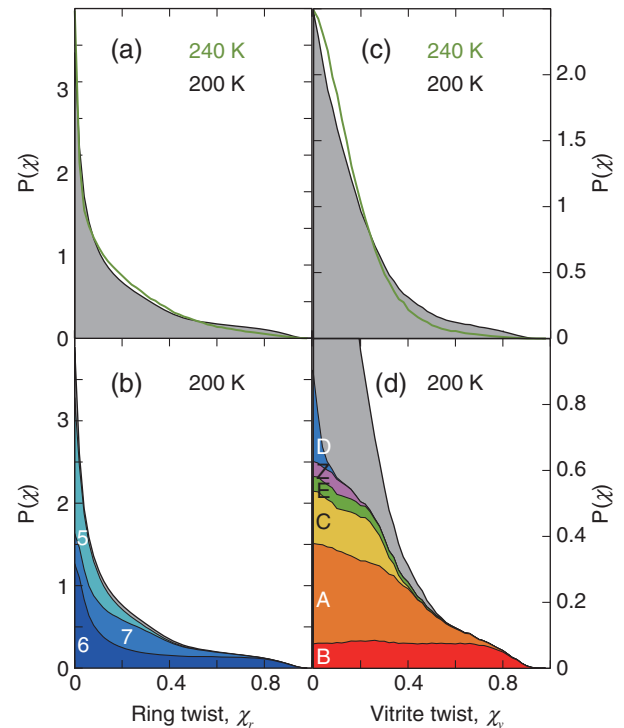 (a)
240 K
200 K
P(χ)
3
2
1
0
(c)
240 K
200 K
P(χ)
2.0
1.5
1.0
0.5
0
(b)
200 K
P(χ)
3
2
1
0
5
6
7
0
0.4
0.8
Ring twist, χr
(d)
200 K
P(χ)
0.8
0.6
0.4
0.2
0
D
Z
E
C
A
B
0
0.4
0.8
Vitrite twist, χv